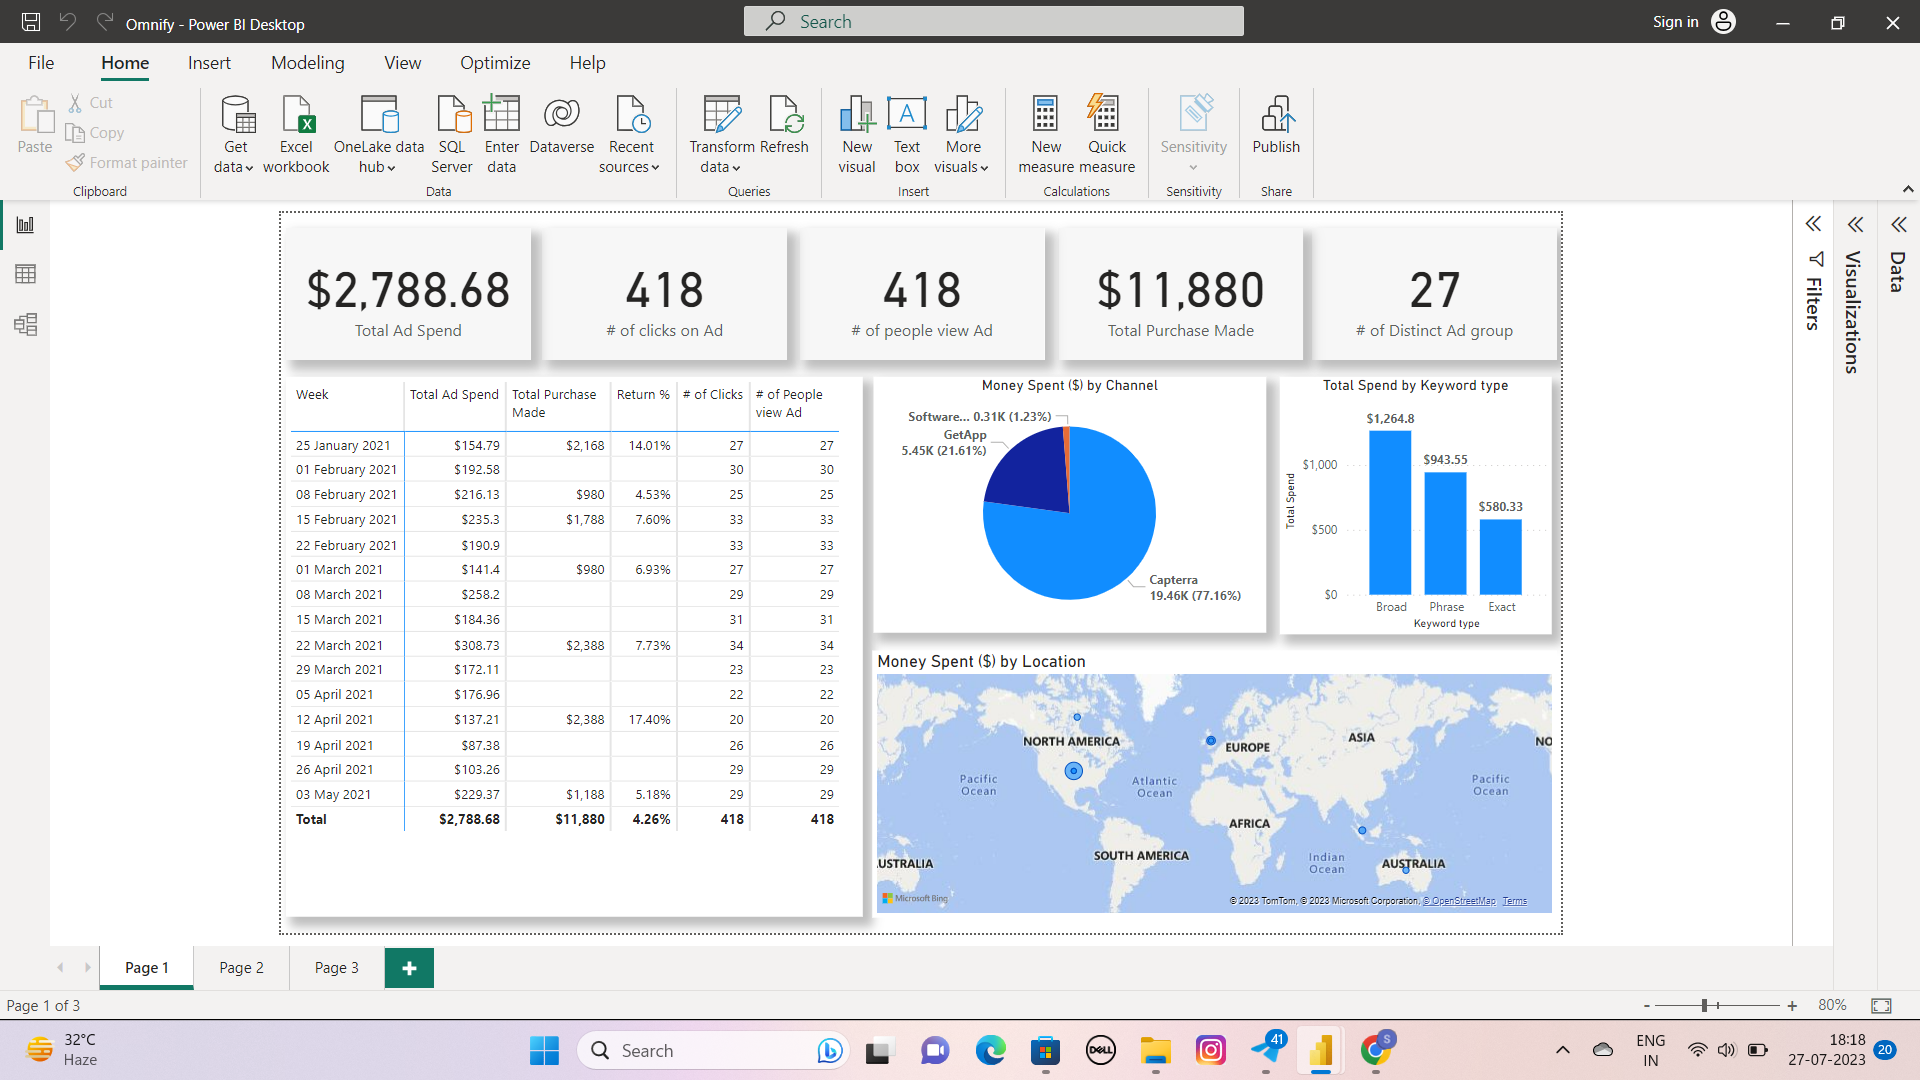 Omnify - Power BI Desktop
Search
Sign in
File Home Insert Modeling View Optimize Help
Paste
Cut
Copy
Format painter
Clipboard
Get data
Excel workbook
OneLake data hub
SQL Server
Enter data
Dataverse
Recent sources
Data
Transform data
Refresh
Queries
New visual
Text box
More visuals
Insert
New measure
Quick measure
Calculations
Sensitivity
Sensitivity
Publish
Share
$2,788.68
Total Ad Spend
418
# of clicks on Ad
418
# of people view Ad
$11,880
Total Purchase Made
27
# of Distinct Ad group
Filters
Visualizations
Data
Week Total Ad Spend Total Purchase Made Return % # of Clicks # of People view Ad
25 January 2021 $154.79 $2,168 14.01% 27 27
01 February 2021 $192.58 30 30
08 February 2021 $216.13 $980 4.53% 25 25
15 February 2021 $235.3 $1,788 7.60% 33 33
22 February 2021 $190.9 33 33
01 March 2021 $141.4 $980 6.93% 27 27
08 March 2021 $258.2 29 29
15 March 2021 $184.36 31 31
22 March 2021 $308.73 $2,388 7.73% 34 34
29 March 2021 $172.11 23 23
05 April 2021 $176.96 22 22
12 April 2021 $137.21 $2,388 17.40% 20 20
19 April 2021 $87.38 26 26
26 April 2021 $103.26 29 29
03 May 2021 $229.37 $1,188 5.18% 29 29
Total $2,788.68 $11,880 4.26% 418 418
Money Spent ($) by Channel
Software... 0.31K (1.23%)
GetApp
5.45K (21.61%)
Capterra
19.46K (77.16%)
Total Spend by Keyword type
$1,264.8
$943.55
$580.33
$1,000
$500
$0
Total Spend
Broad Phrase Exact
Keyword type
Money Spent ($) by Location
NORTH AMERICA
EUROPE
ASIA
NO
Pacific Ocean
Atlantic Ocean
Pacific Ocean
AFRICA
SOUTH AMERICA
Indian Ocean
USTRALIA
AUSTRALIA
Microsoft Bing
© 2023 TomTom, © 2023 Microsoft Corporation, © OpenStreetMap Terms
Page 1 Page 2 Page 3 +
Page 1 of 3
- + 80%
32°C
Haze
Search
DELL
41
S
ENG
IN
18:18
27-07-2023
20